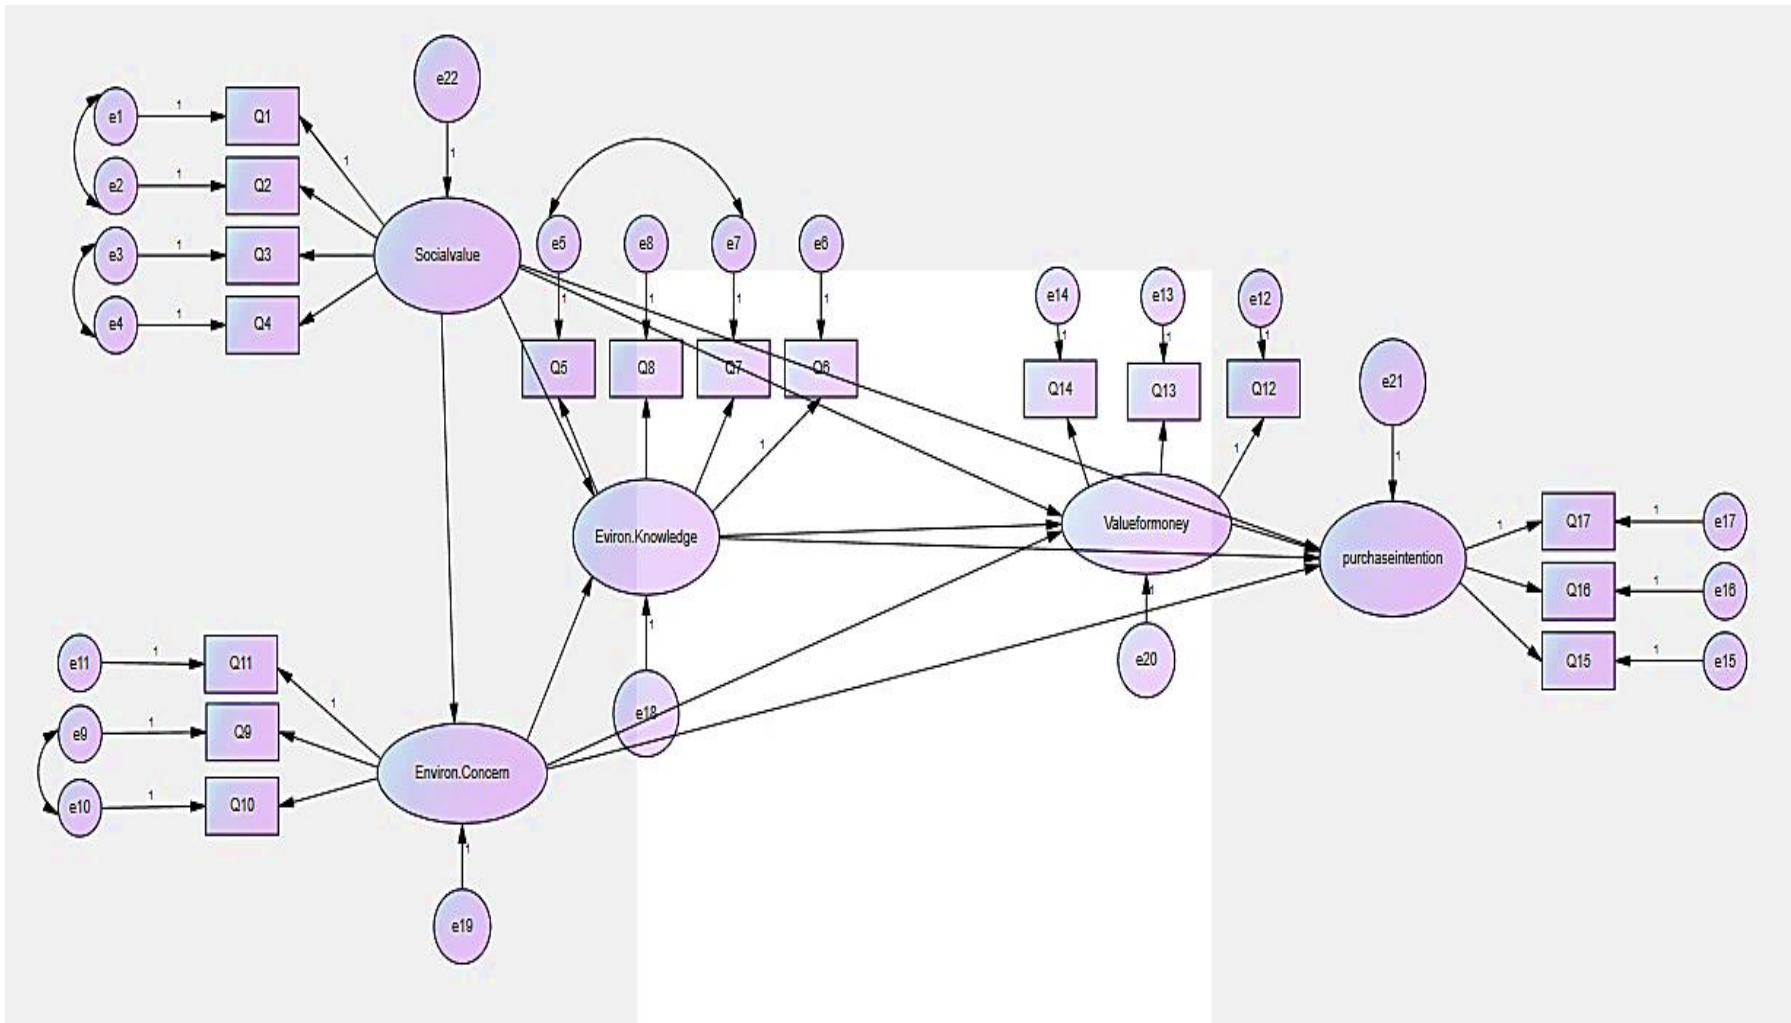 e22
e1 1 Q1
1
1
e2 1 Q2
e3 1 Q3
Socialvalue
e4 1 Q4
e5 e8 e7 e6
1 1 1 1
Q5 Q8 Q7 Q6
e14 e13 e12
1 1 1
Q14 Q13 Q12
e21
1
1
1
Eviron.Knowledge
Valueformoney
purchaseintention
1 Q17 1 e17
Q16 1 e16
Q15 1 e15
1
1
e18
e20
e11 1 Q11
1
e9 1 Q9
e10 1 Q10
Environ.Concern
1
e19